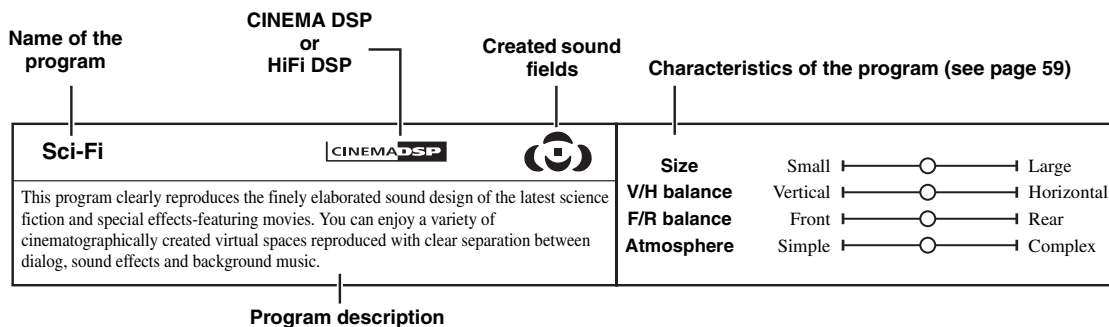 CINEMA DSP
or
HiFi DSP
Name of the
program
Created sound
fields
Characteristics of the program (see page 59)
Sci-Fi
CINEMA DSP
This program clearly reproduces the finely elaborated sound design of the latest science
fiction and special effects-featuring movies. You can enjoy a variety of
cinematographically created virtual spaces reproduced with clear separation between
dialog, sound effects and background music.
Size Small Large
V/H balance Vertical Horizontal
F/R balance Front Rear
Atmosphere Simple Complex
Program description